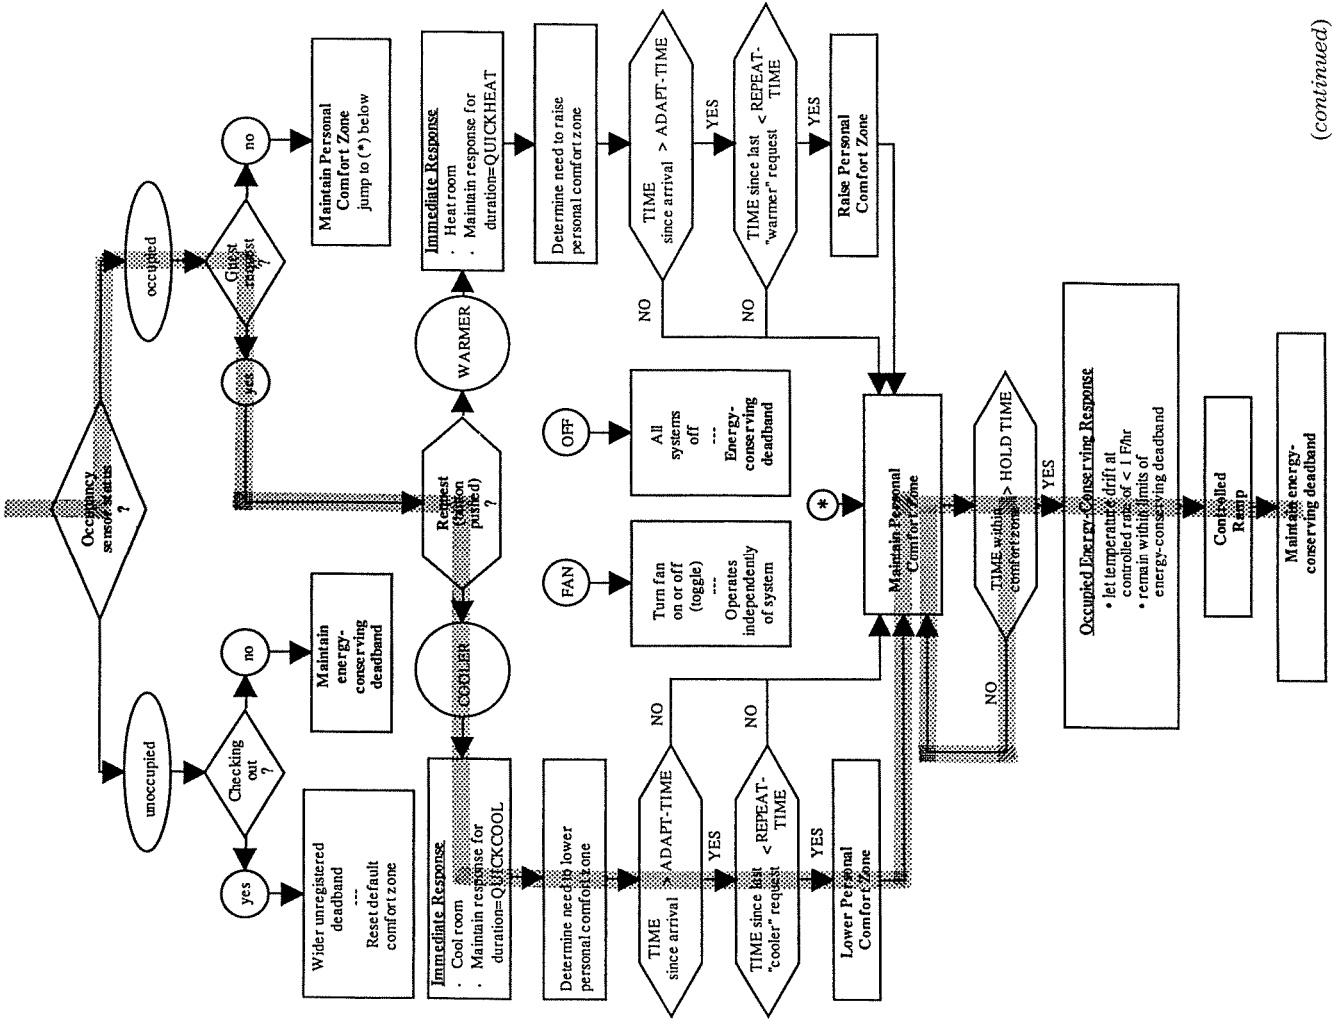 Occupancy
sensor status
?
unoccupied
occupied
Checking
out
?
yes
no
Guest
request
?
yes
no
Wider unregistered
deadband
---
Reset default
comfort zone
Maintain
energy-
conserving
deadband
Maintain Personal
Comfort Zone
jump to (*) below
Request
(button
pushed)
?
COOLER
WARMER
Immediate Response
· Cool room
· Maintain response for
duration=QUICKCOOL
Immediate Response
· Heat room
· Maintain response for
duration=QUICKHEAT
Determine need to lower
personal comfort zone
FAN
OFF
Determine need to raise
personal comfort zone
TIME
since arrival > ADAPT-TIME
NO
YES
Turn fan
on or off
(toggle)
---
Operates
independently
of system
All
systems
off
---
Energy-
conserving
deadband
TIME
since arrival > ADAPT-TIME
NO
YES
TIME since last < REPEAT-
"cooler" request TIME
NO
YES
TIME since last < REPEAT-
"warmer" request TIME
NO
YES
Lower Personal
Comfort Zone
*
Raise Personal
Comfort Zone
Maintain Personal
Comfort Zone
TIME within
comfort zone > HOLD TIME
NO
YES
Occupied Energy-Conserving Response
• let temperature drift at
controlled rate of < 1 F/hr
• remain within limits of
energy-conserving deadband
Controlled
Ramp
Maintain energy-
conserving deadband
(continued)